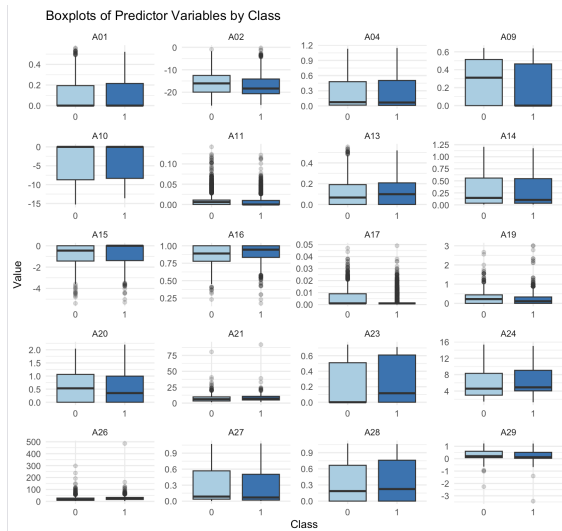 Boxplots of Predictor Variables by Class
A01 A02 A04 A09
0.4 0.2 0.0
0 -10 -20
1.2 0.9 0.6 0.3 0.0
0.6 0.4 0.2 0.0
0 1 0 1 0 1 0 1
A10 A11 A13 A14
0 -5 -10 -15
0.10 0.05 0.00
0.4 0.2 0.0
1.25 1.00 0.75 0.50 0.25 0.00
0 1 0 1 0 1 0 1
A15 A16 A17 A19
0 -2 -4
1.00 0.75 0.50 0.25
0.05 0.04 0.03 0.02 0.01 0.00
3 2 1 0
0 1 0 1 0 1 0 1
Value
A20 A21 A23 A24
2.0 1.5 1.0 0.5 0.0
75 50 25 0
0.6 0.4 0.2 0.0
16 12 8 4
0 1 0 1 0 1 0 1
A26 A27 A28 A29
500 400 300 200 100 0
0.9 0.6 0.3 0.0
0.9 0.6 0.3 0.0
1 0 -1 -2 -3
0 1 0 1 0 1 0 1
Class